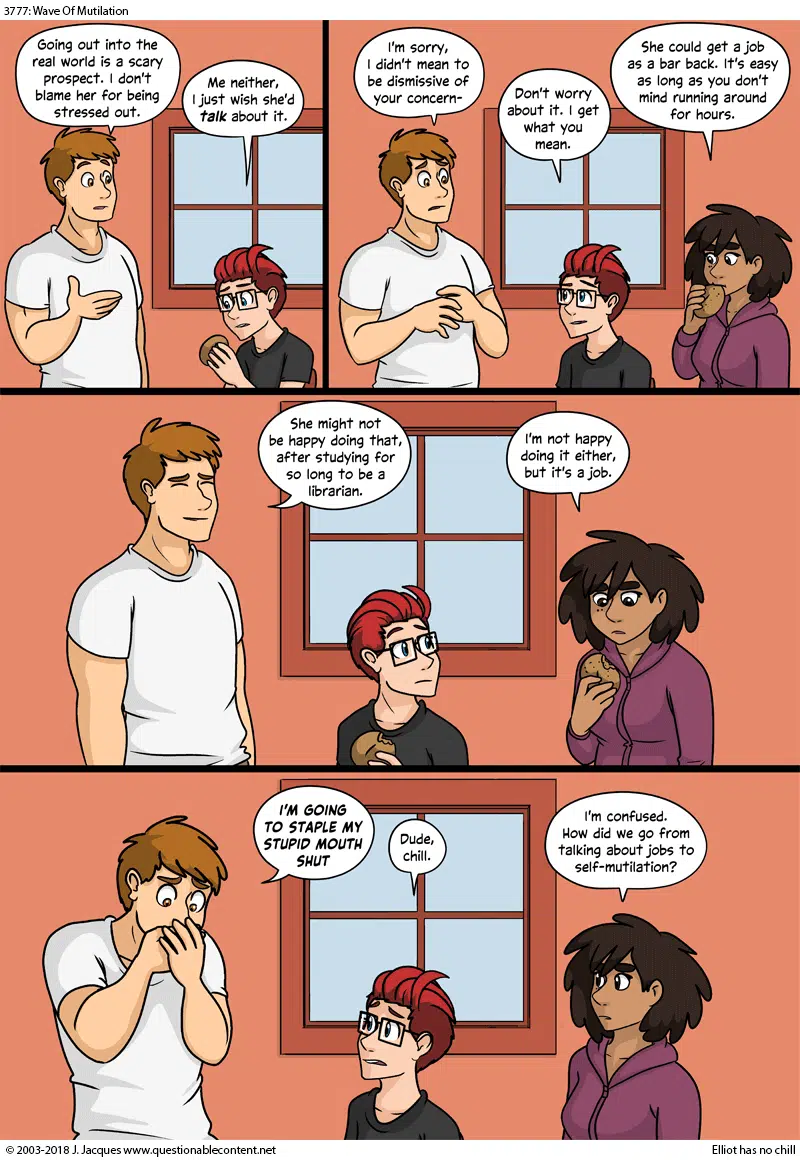 3777: Wave Of Mutilation
Going out into the
real world is a scary
prospect. I don't
blame her for being
stressed out.
Me neither,
I just wish she'd
talk about it.
I'm sorry,
I didn't mean to
be dismissive of
your concern-
Don't worry
about it. I get
what you
mean.
She could get a job
as a bar back. It's easy
as long as you don't
mind running around
for hours.
She might not
be happy doing that,
after studying for
so long to be a
librarian.
I'm not happy
doing it either,
but it's a job.
I'M GOING
TO STAPLE MY
STUPID MOUTH
SHUT
Dude,
chill.
I'm confused.
How did we go from
talking about jobs to
self-mutilation?
© 2003-2018 J. Jacques www.questionablecontent.net
Elliot has no chill